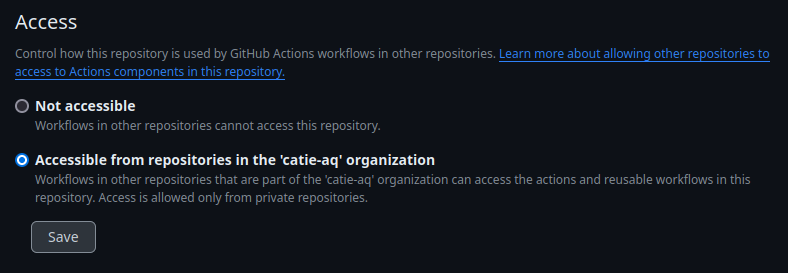 Access
Control how this repository is used by GitHub Actions workflows in other repositories. Learn more about allowing other repositories to
access to Actions components in this repository.
Not accessible
Workflows in other repositories cannot access this repository.
Accessible from repositories in the 'catie-aq' organization
Workflows in other repositories that are part of the 'catie-aq' organization can access the actions and reusable workflows in this
repository. Access is allowed only from private repositories.
Save